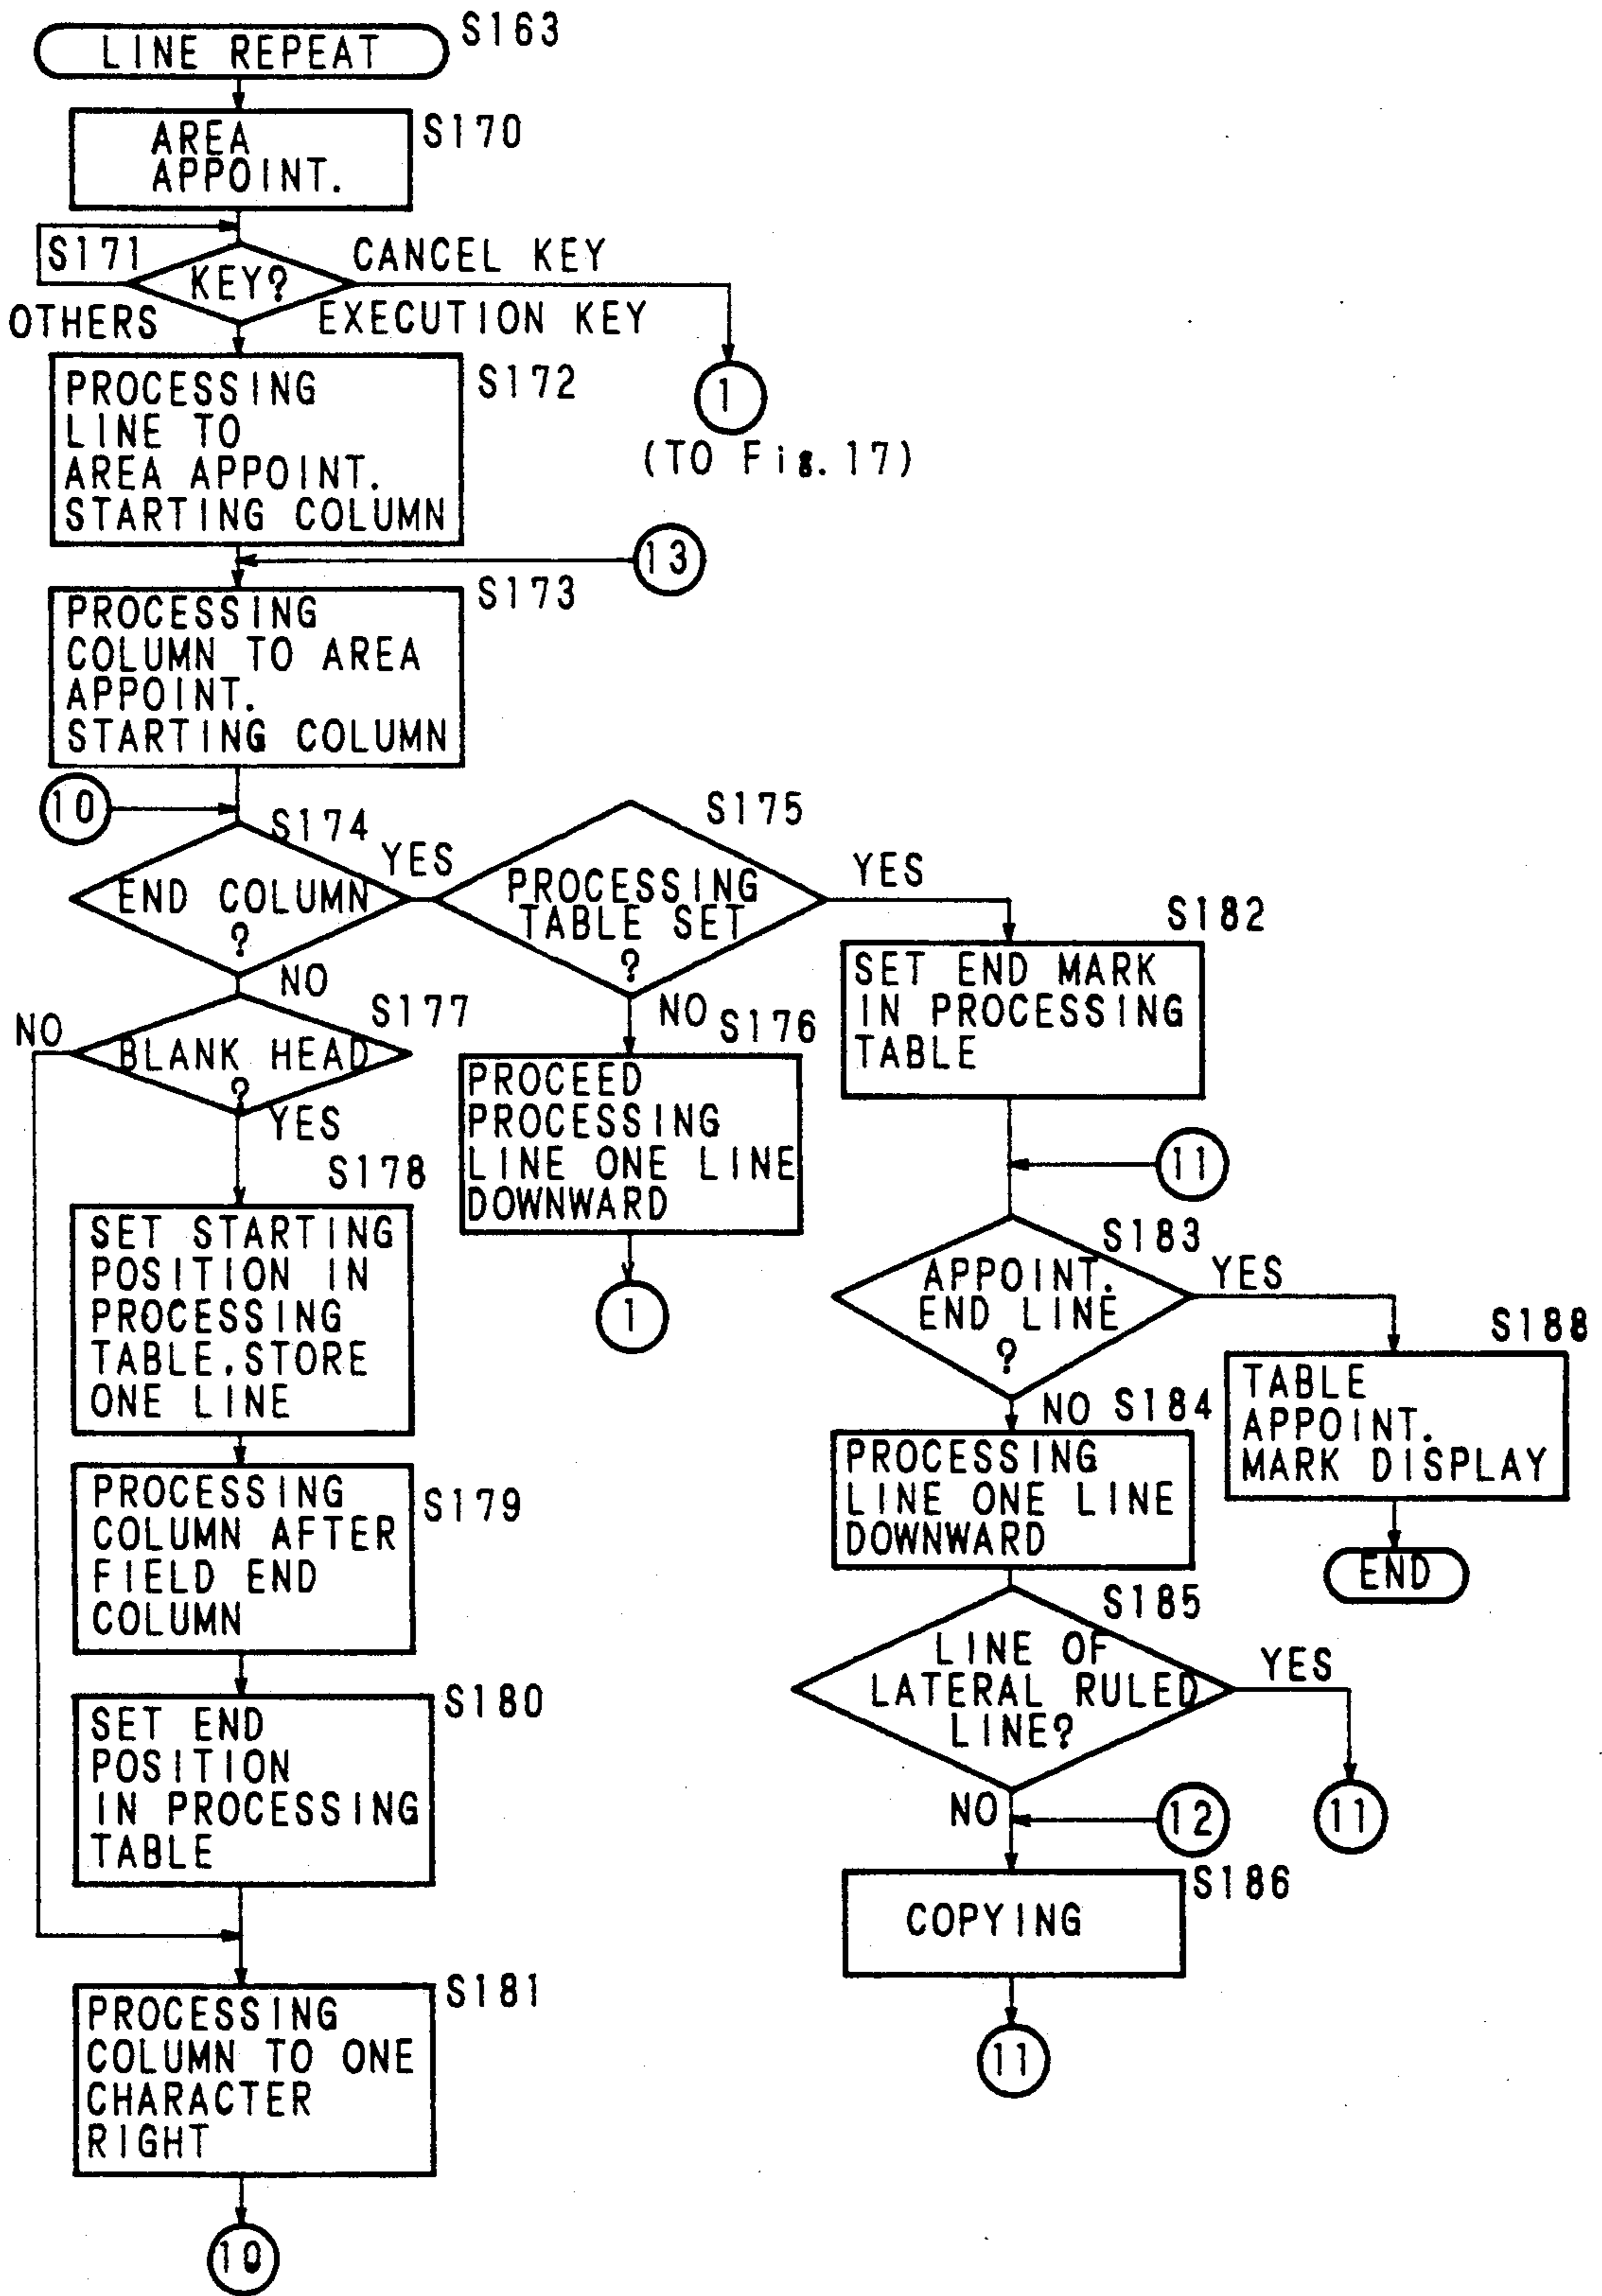 LINE REPEAT
S163
AREA
APPOINT.
S170
S171
KEY?
CANCEL KEY
OTHERS
EXECUTION KEY
1
(TO Fig.17)
PROCESSING
LINE TO
AREA APPOINT.
STARTING COLUMN
S172
13
PROCESSING
COLUMN TO AREA
APPOINT.
STARTING COLUMN
S173
10
S174
END COLUMN
?
YES
NO
S175
PROCESSING
TABLE SET
?
YES
NO
S176
PROCEED
PROCESSING
LINE ONE LINE
DOWNWARD
1
S177
BLANK HEAD
?
NO
YES
S178
SET STARTING
POSITION IN
PROCESSING
TABLE.STORE
ONE LINE
PROCESSING
COLUMN AFTER
FIELD END
COLUMN
S179
SET END
POSITION
IN PROCESSING
TABLE
S180
PROCESSING
COLUMN TO ONE
CHARACTER
RIGHT
S181
10
S182
SET END MARK
IN PROCESSING
TABLE
11
S183
APPOINT.
END LINE
?
YES
NO
S188
TABLE
APPOINT.
MARK DISPLAY
END
S184
PROCESSING
LINE ONE LINE
DOWNWARD
S185
LINE OF
LATERAL RULED
LINE?
YES
11
NO
12
S186
COPYING
11